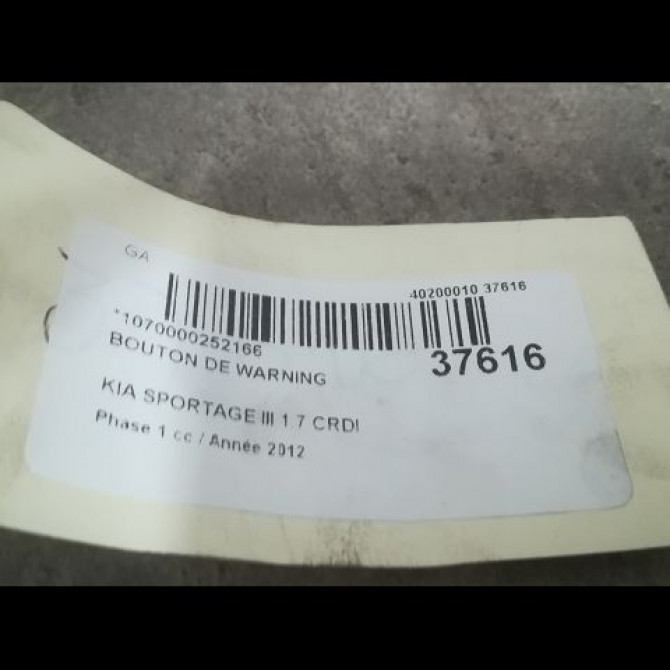 GA
40200010 37616
*1070000252166
37616
BOUTON DE WARNING
KIA SPORTAGE III 1.7 CRDI
Phase 1 cc / Année 2012